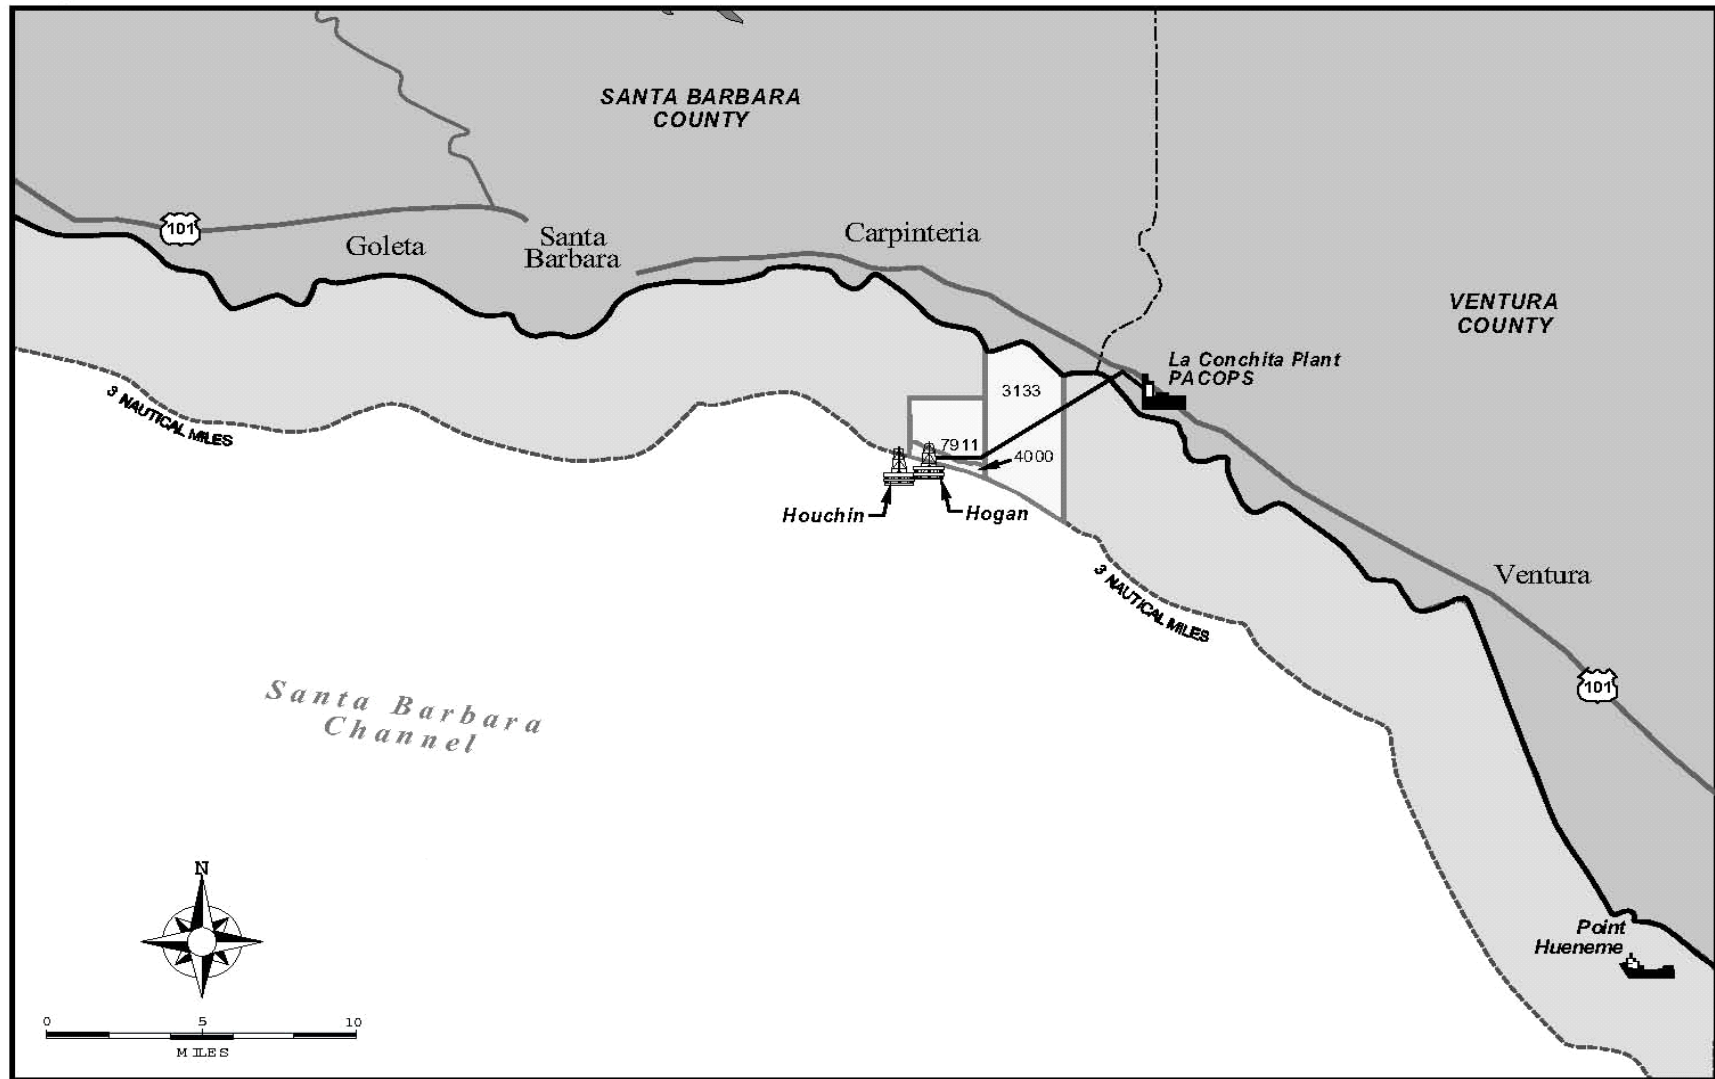 SANTA BARBARA
COUNTY
101
Goleta
Santa
Barbara
Carpinteria
VENTURA
COUNTY
La Conchita Plant
PACOPS
3133
7911
4000
3 NAUTICAL MILES
Houchin
Hogan
3 NAUTICAL MILES
Ventura
101
Santa Barbara
Channel
N
Point
Hueneme
0 5 10
MILES